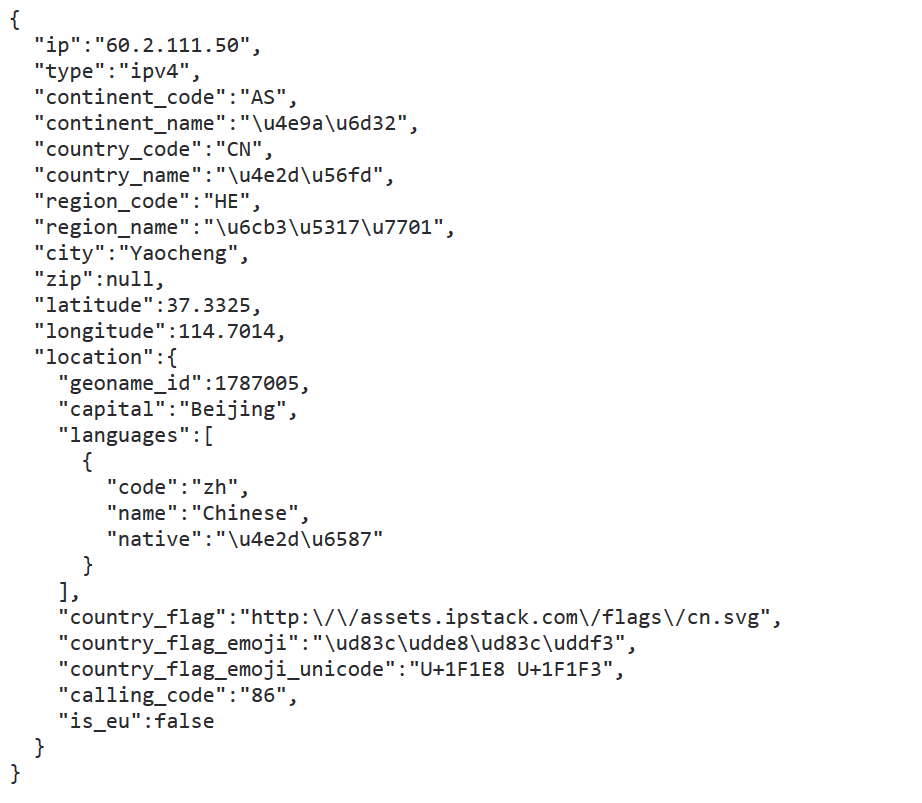 {
  "ip":"60.2.111.50",
  "type":"ipv4",
  "continent_code":"AS",
  "continent_name":"\u4e9a\u6d32",
  "country_code":"CN",
  "country_name":"\u4e2d\u56fd",
  "region_code":"HE",
  "region_name":"\u6cb3\u5317\u7701",
  "city":"Yaocheng",
  "zip":null,
  "latitude":37.3325,
  "longitude":114.7014,
  "location":{
    "geoname_id":1787005,
    "capital":"Beijing",
    "languages":[
      {
        "code":"zh",
        "name":"Chinese",
        "native":"\u4e2d\u6587"
      }
    ],
    "country_flag":"http:\/\/assets.ipstack.com\/flags\/cn.svg",
    "country_flag_emoji":"\ud83c\udde8\ud83c\uddf3",
    "country_flag_emoji_unicode":"U+1F1E8 U+1F1F3",
    "calling_code":"86",
    "is_eu":false
  }
}